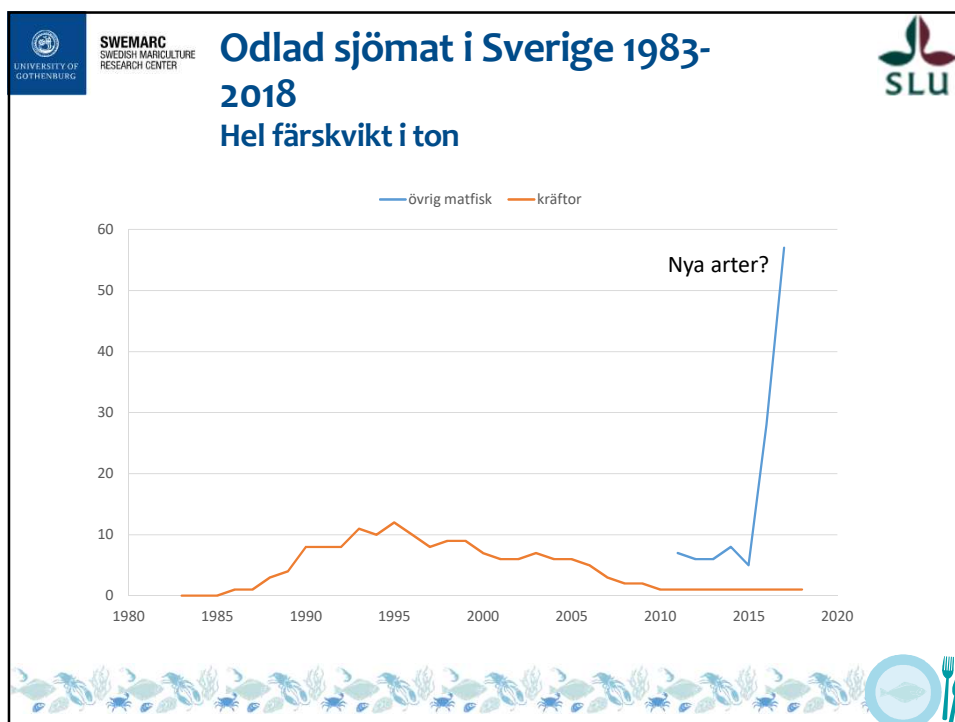 UNIVERSITY OF
GOTHENBURG
SWEMARC
SWEDISH MARICULTURE
RESEARCH CENTER
Odlad sjömat i Sverige 1983-
2018
Hel färskvikt i ton
SLU
övrig matfisk kräftor
Nya arter?
60
50
40
30
20
10
0
1980 1985 1990 1995 2000 2005 2010 2015 2020